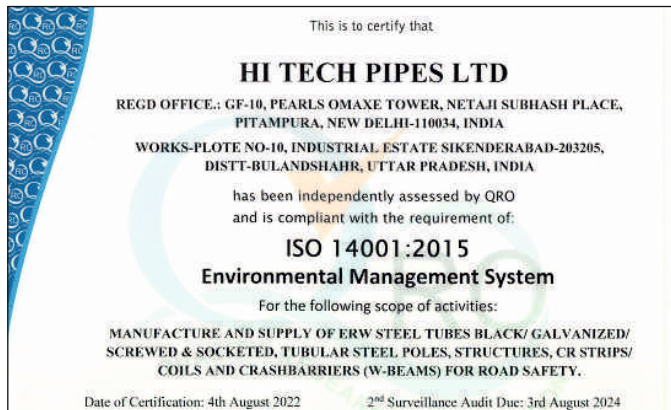 This is to certify that
HI TECH PIPES LTD
REGD OFFICE.: GF-10, PEARLS OMAXE TOWER, NETAJI SUBHASH PLACE,
PITAMPURA, NEW DELHI-110034, INDIA
WORKS-PLOTE NO-10, INDUSTRIAL ESTATE SIKENDERABAD-203205,
DISTT-BULANDSHAHR, UTTAR PRADESH, INDIA
has been independently assessed by QRO
and is compliant with the requirement of:
ISO 14001:2015
Environmental Management System
For the following scope of activities:
MANUFACTURE AND SUPPLY OF ERW STEEL TUBES BLACK/ GALVANIZED/
SCREWED & SOCKETED, TUBULAR STEEL POLES, STRUCTURES, CR STRIPS/
COILS AND CRASHBARRIERS (W-BEAMS) FOR ROAD SAFETY.
Date of Certification: 4th August 2022 2nd Surveillance Audit Due: 3rd August 2024